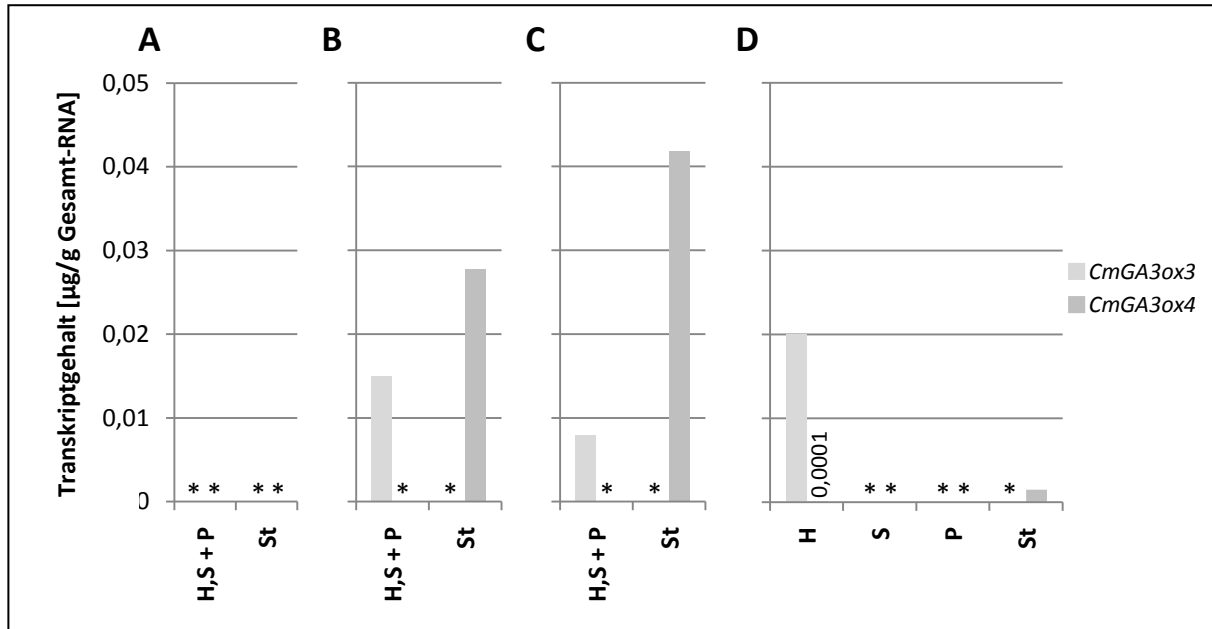 A B C D
Transkriptgehalt [µg/g Gesamt-RNA]
0,05
0,04
0,03
0,02
0,01
0
* * * *
* *
* *
0,0001
* * * * *
H,S + P St
H,S + P St
H,S + P St
H S P St
CmGA3ox3
CmGA3ox4